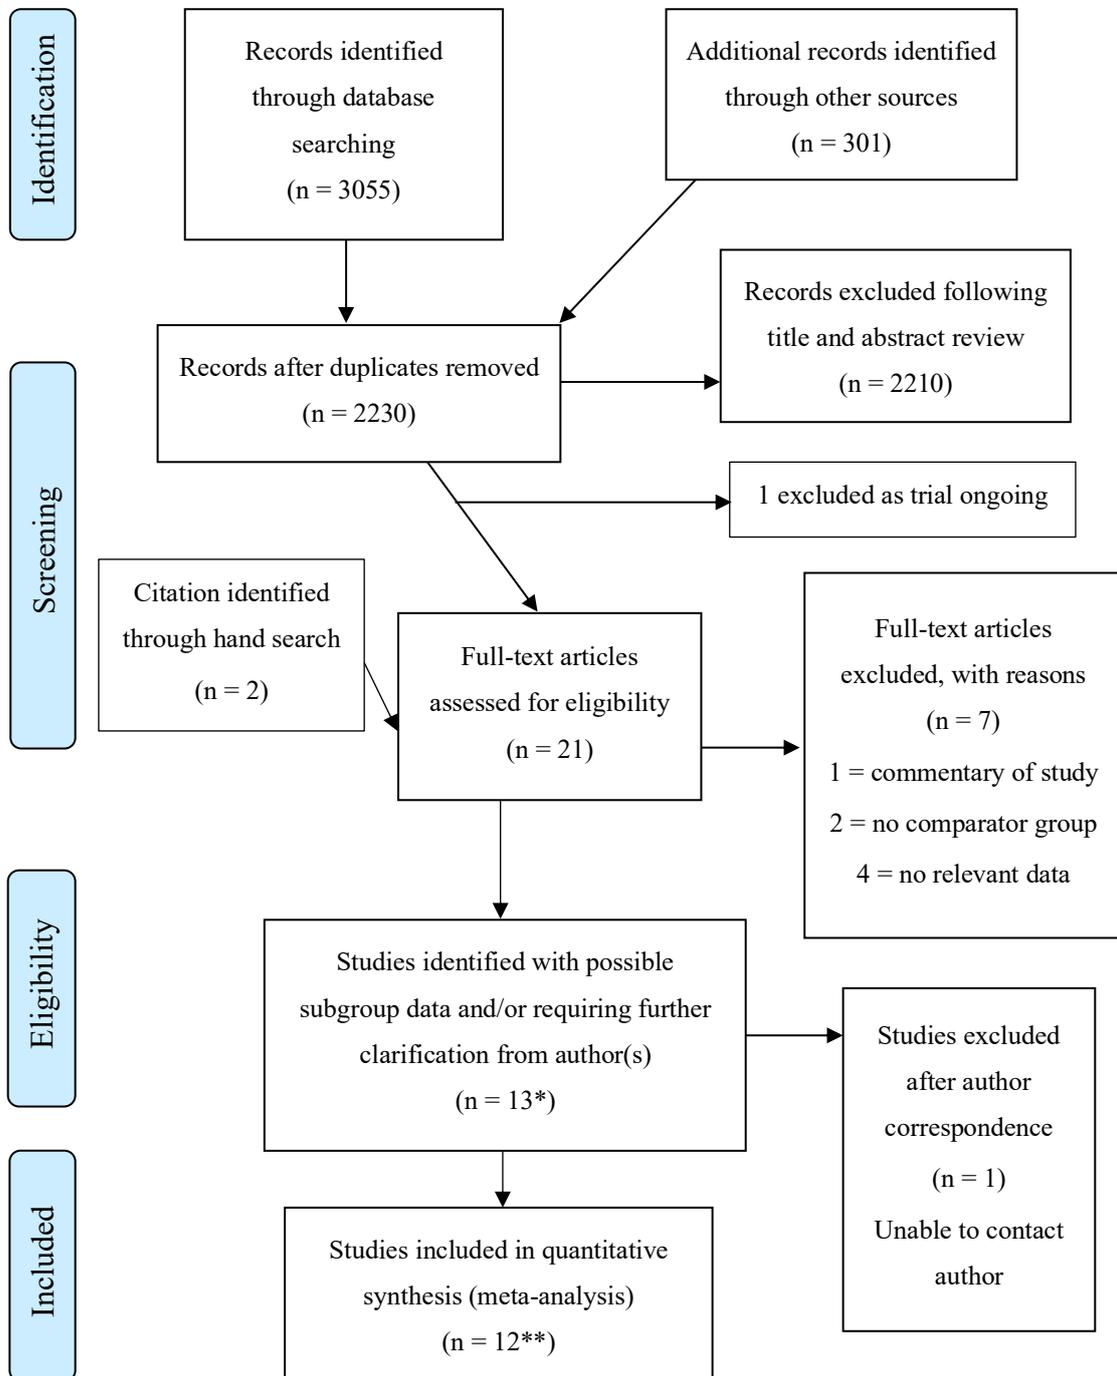 Identification
Records identified
through database
searching
(n = 3055)
Additional records identified
through other sources
(n = 301)
Records excluded following
title and abstract review
(n = 2210)
Records after duplicates removed
(n = 2230)
Screening
1 excluded as trial ongoing
Citation identified
through hand search
(n = 2)
Full-text articles
assessed for eligibility
(n = 21)
Full-text articles
excluded, with reasons
(n = 7)
1 = commentary of study
2 = no comparator group
4 = no relevant data
Eligibility
Studies identified with possible
subgroup data and/or requiring further
clarification from author(s)
(n = 13*)
Studies excluded
after author
correspondence
(n = 1)
Unable to contact
author
Included
Studies included in quantitative
synthesis (meta-analysis)
(n = 12**)